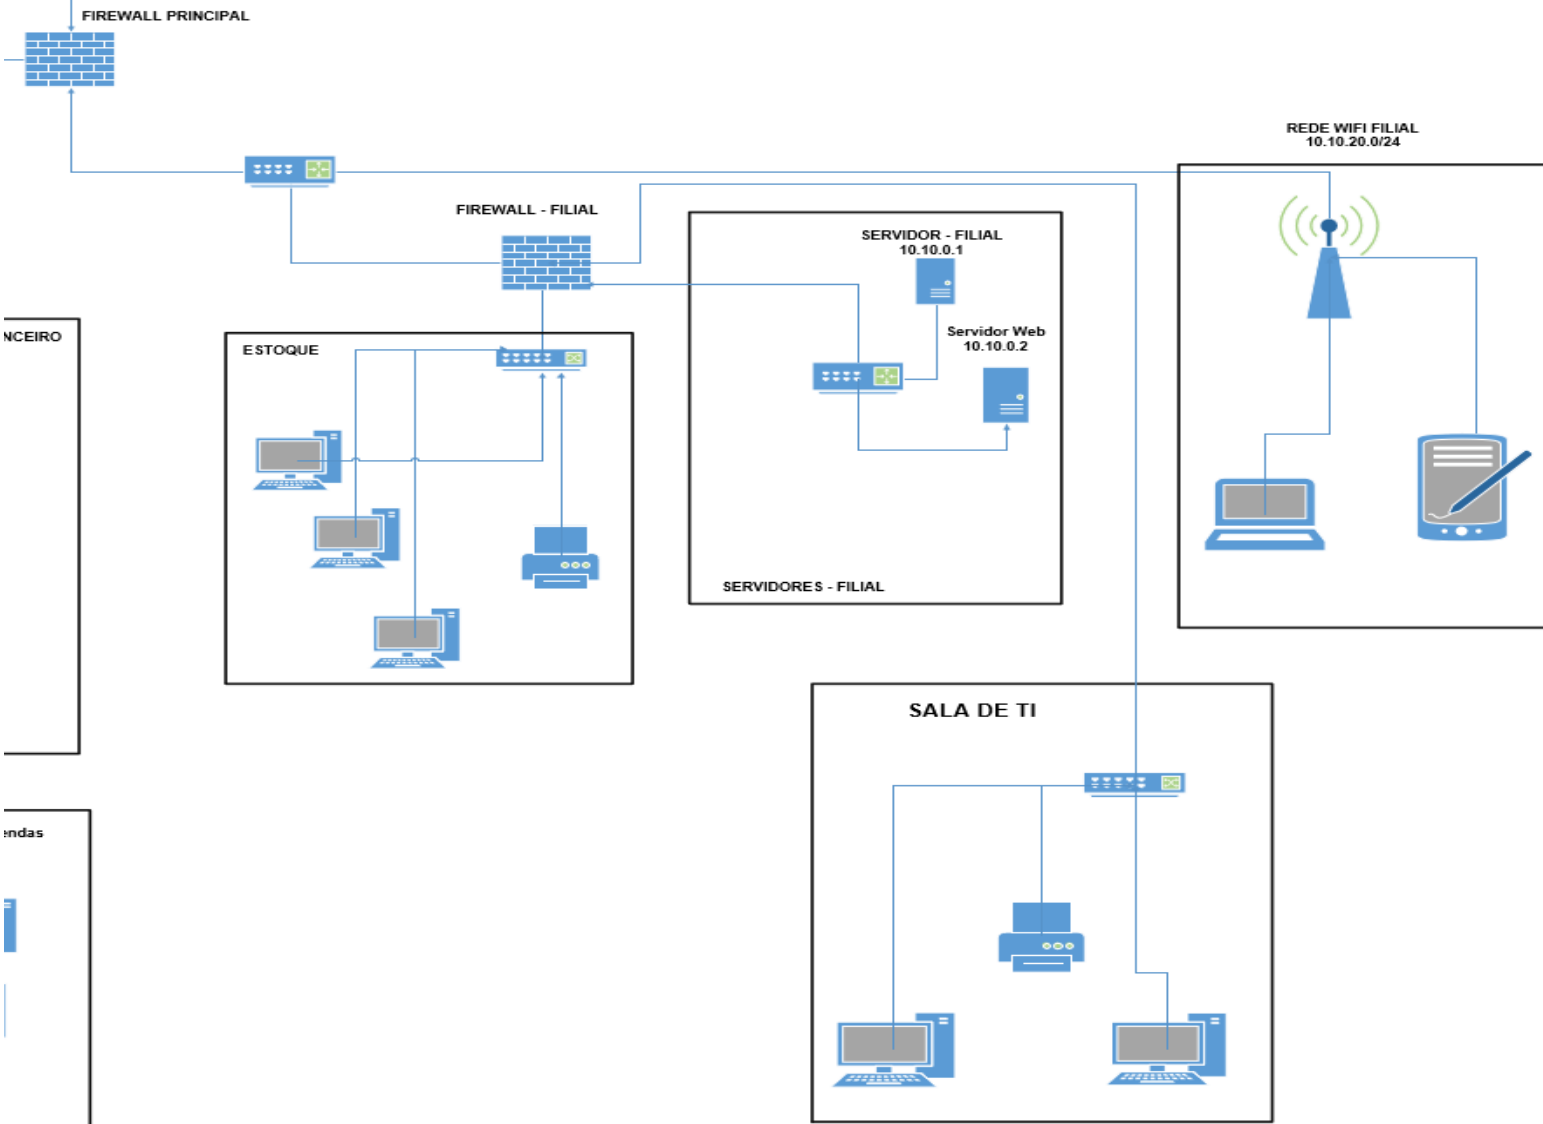 FIREWALL PRINCIPAL
REDE WIFI FILIAL
10.10.20.0/24
FIREWALL - FILIAL
SERVIDOR - FILIAL
10.10.0.1
NCEIRO
ESTOQUE
Servidor Web
10.10.0.2
SERVIDORES - FILIAL
SALA DE TI
endas